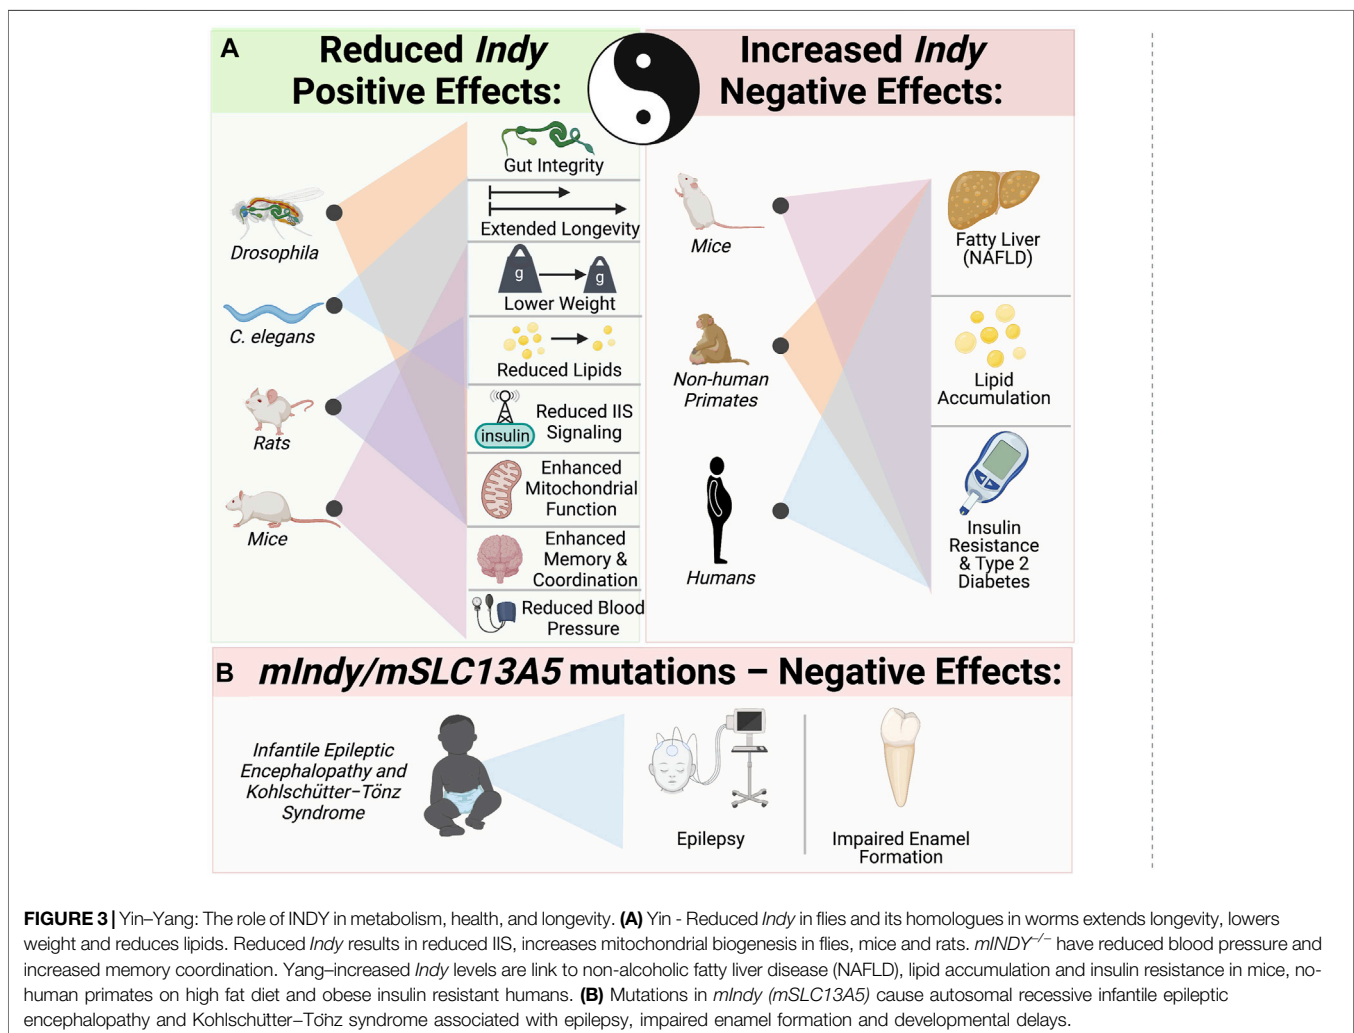 A
Reduced Indy
Positive Effects:
Increased Indy
Negative Effects:
Drosophila
C. elegans
Rats
Mice
Gut Integrity
Extended Longevity
g
g
Lower Weight
Reduced Lipids
insulin
Reduced IIS
Signaling
Enhanced
Mitochondrial
Function
Enhanced
Memory &
Coordination
Reduced Blood
Pressure
Mice
Non-human
Primates
Humans
Fatty Liver
(NAFLD)
Lipid
Accumulation
Insulin
Resistance
& Type 2
Diabetes
B
mIndy/mSLC13A5 mutations – Negative Effects:
Infantile Epileptic
Encephalopathy and
Kohlschütter–Tönz
Syndrome
Epilepsy
Impaired Enamel
Formation
FIGURE 3 | Yin–Yang: The role of INDY in metabolism, health, and longevity. (A) Yin - Reduced Indy in flies and its homologues in worms extends longevity, lowers
weight and reduces lipids. Reduced Indy results in reduced IIS, increases mitochondrial biogenesis in flies, mice and rats. mINDY−/− have reduced blood pressure and
increased memory coordination. Yang–increased Indy levels are link to non-alcoholic fatty liver disease (NAFLD), lipid accumulation and insulin resistance in mice, no-
human primates on high fat diet and obese insulin resistant humans. (B) Mutations in mIndy (mSLC13A5) cause autosomal recessive infantile epileptic
encephalopathy and Kohlschütter–Tönz syndrome associated with epilepsy, impaired enamel formation and developmental delays.